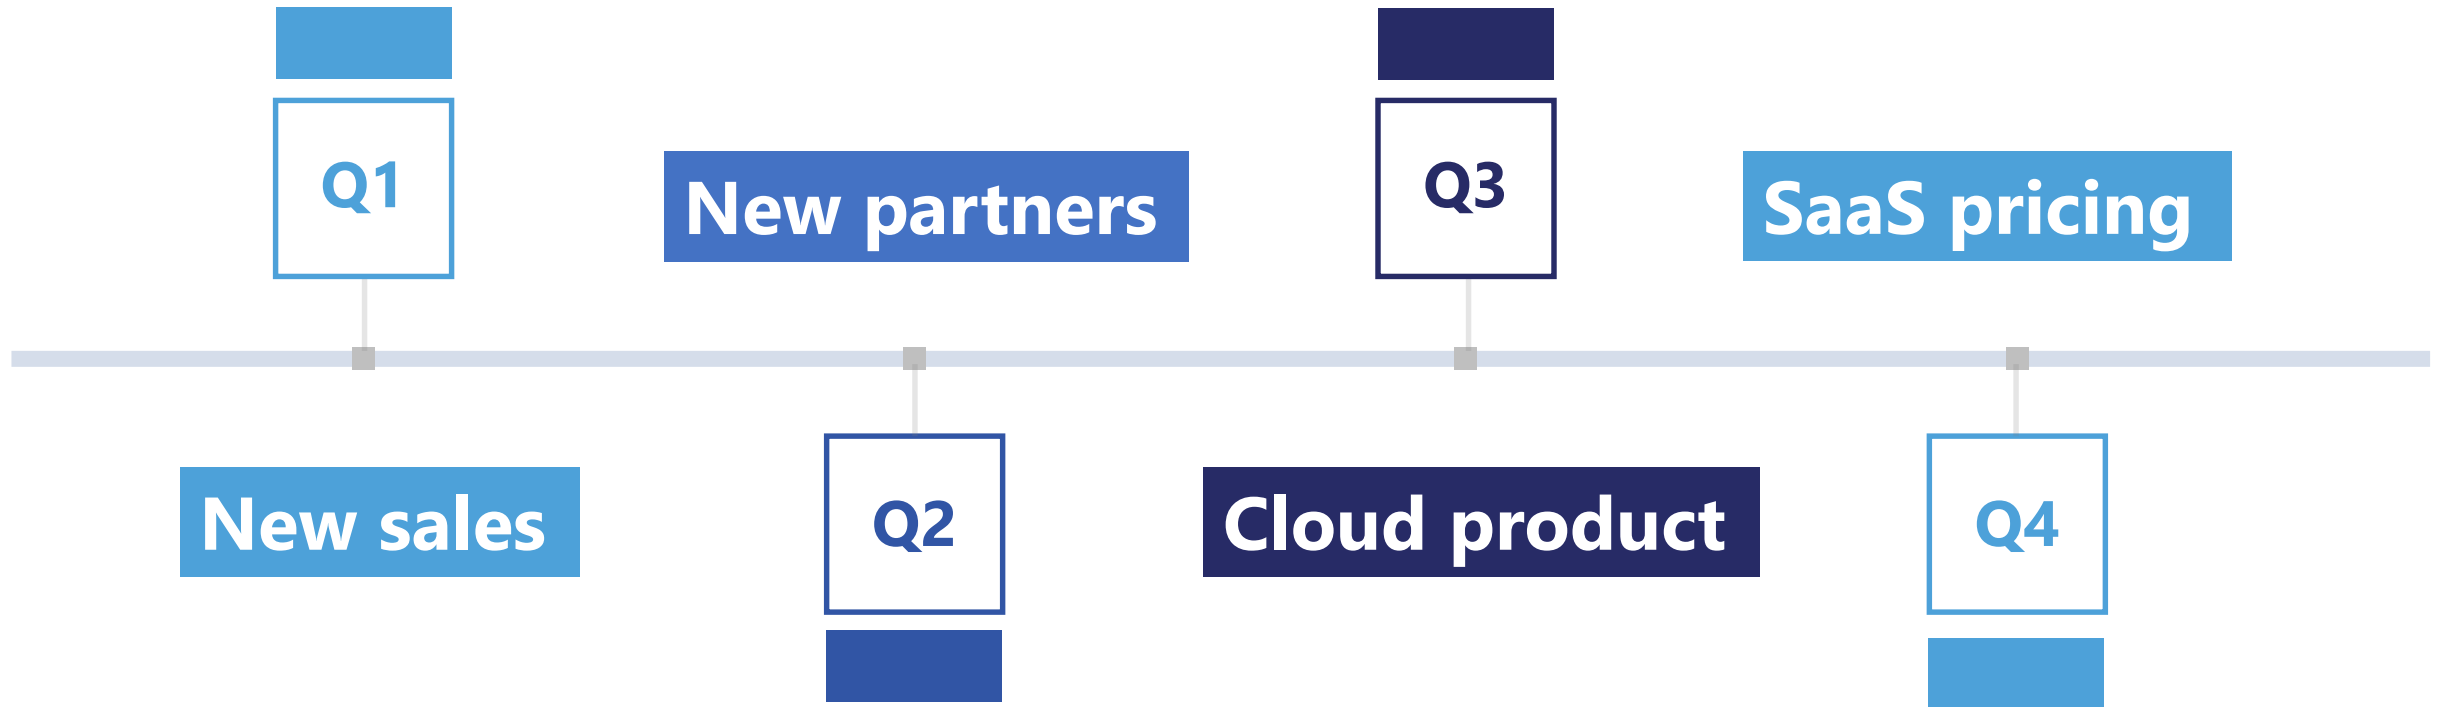 Q1
New sales
New partners
Q2
Q3
Cloud product
SaaS pricing
Q4